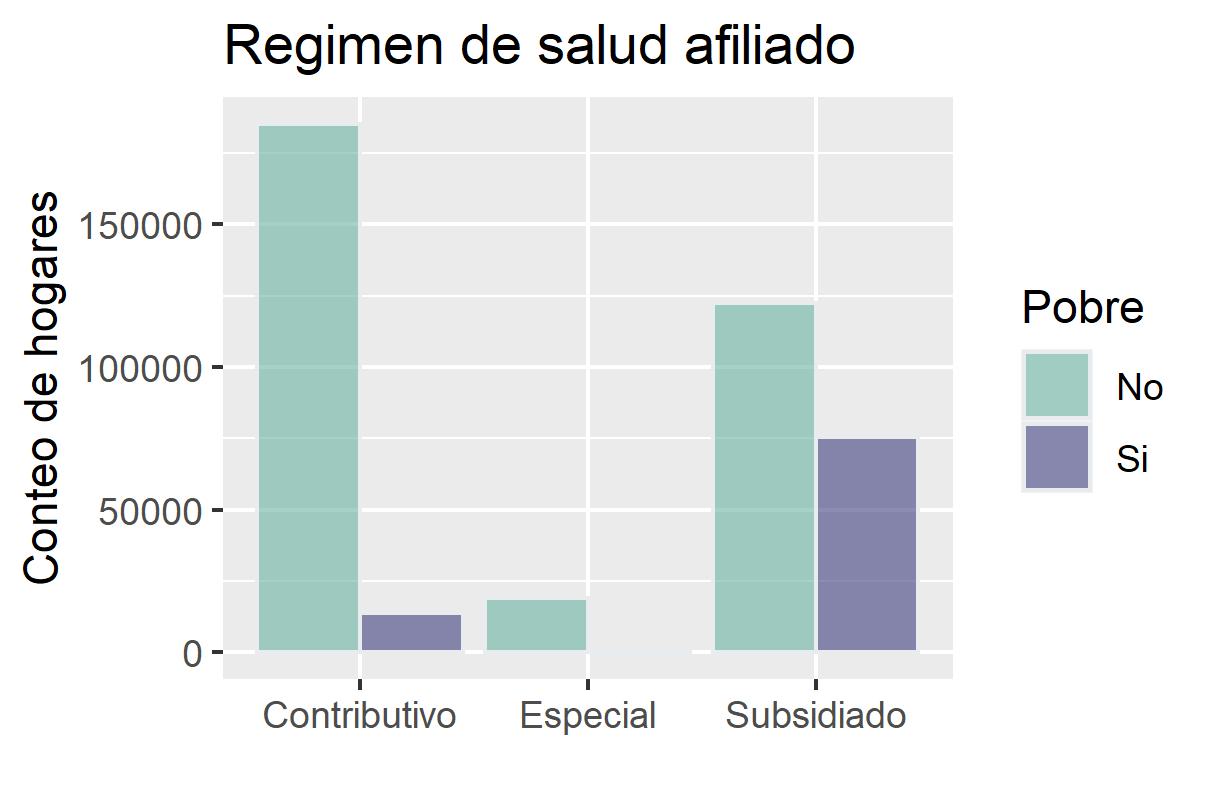 Regimen de salud afiliado
Conteo de hogares
150000
100000
50000
0
Contributivo
Especial
Subsidiado
Pobre
No
Si